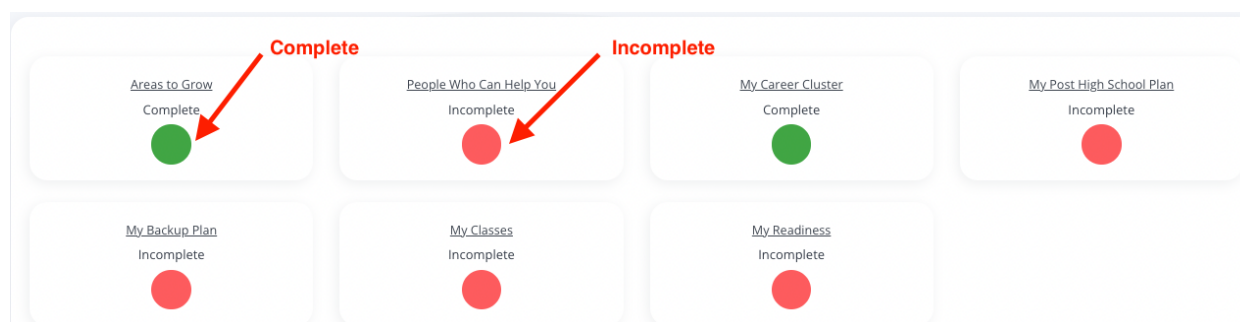 Complete
Incomplete
Areas to Grow
Complete
People Who Can Help You
Incomplete
My Career Cluster
Complete
My Post High School Plan
Incomplete
My Backup Plan
Incomplete
My Classes
Incomplete
My Readiness
Incomplete